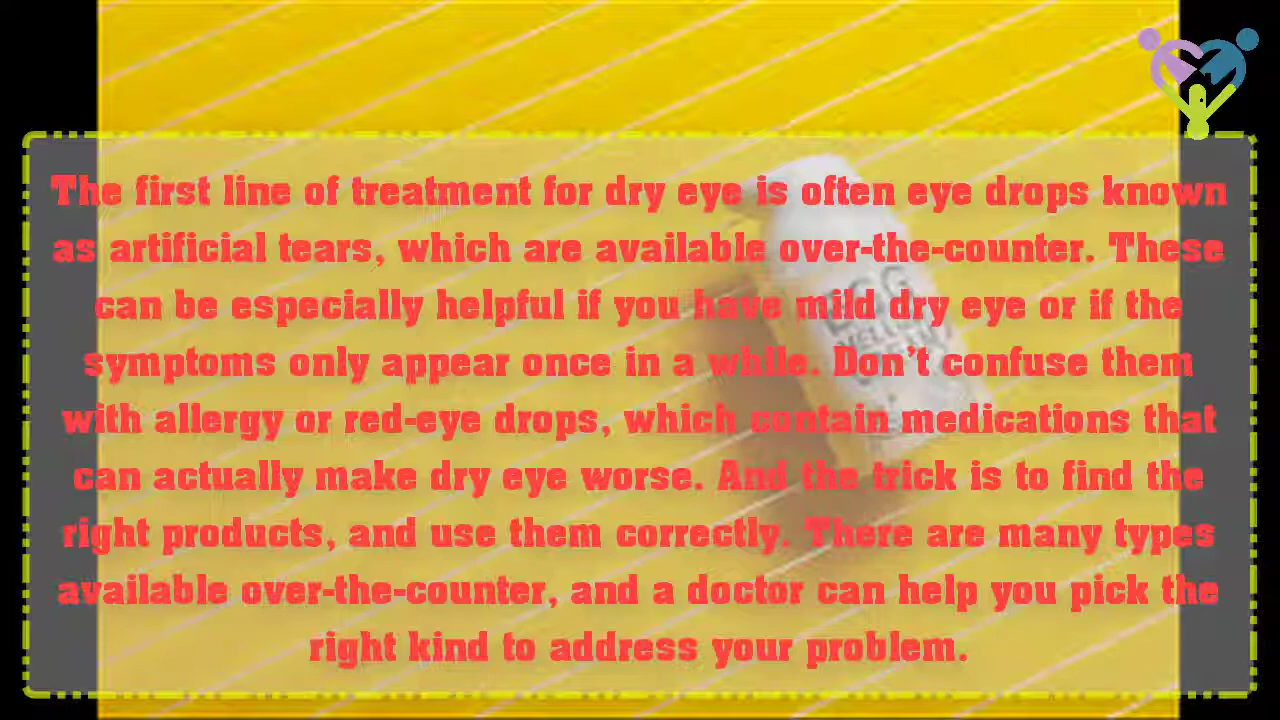 The first line of treatment for dry eye is often eye drops known
as artificial tears, which are available over-the-counter. These
can be especially helpful if you have mild dry eye or if the
symptoms only appear once in a while. Don't confuse them
with allergy or red-eye drops, which contain medications that
can actually make dry eye worse. And the trick is to find the
right products, and use them correctly. There are many types
available over-the-counter, and a doctor can help you pick the
right kind to address your problem.